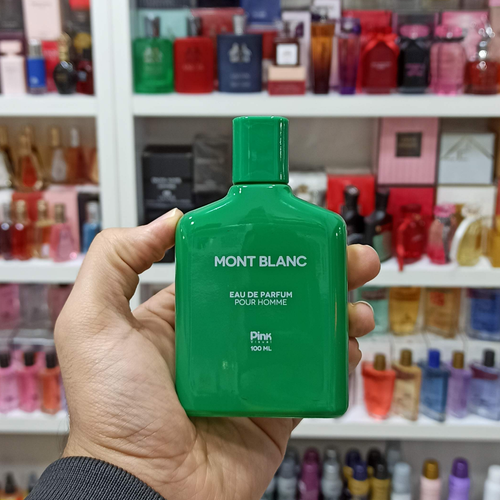 MONT BLANC
EAU DE PARFUM
POUR HOMME
Pink
100 ML